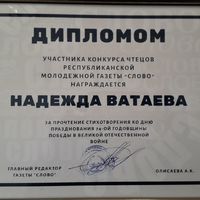 ДИПЛОМОМ
УЧАСТНИКА КОНКУРСА ЧТЕЦОВ
РЕСПУБЛИКАНСКОЙ
МОЛОДЕЖНОЙ ГАЗЕТЫ "СЛОВО"
НАГРАЖДАЕТСЯ
НАДЕЖДА ВАТАЕВА
ЗА ПРОЧТЕНИЕ СТИХОТВОРЕНИЯ КО ДНЮ
ПРАЗДНОВАНИЯ 74-ОЙ ГОДОВЩИНЫ
ПОБЕДЫ В ВЕЛИКОЙ ОТЕЧЕСТВЕННОЙ
ВОЙНЕ
ГЛАВНЫЙ РЕДАКТОР
ГАЗЕТЫ "СЛОВО"
ОЛИСАЕВА А.К.